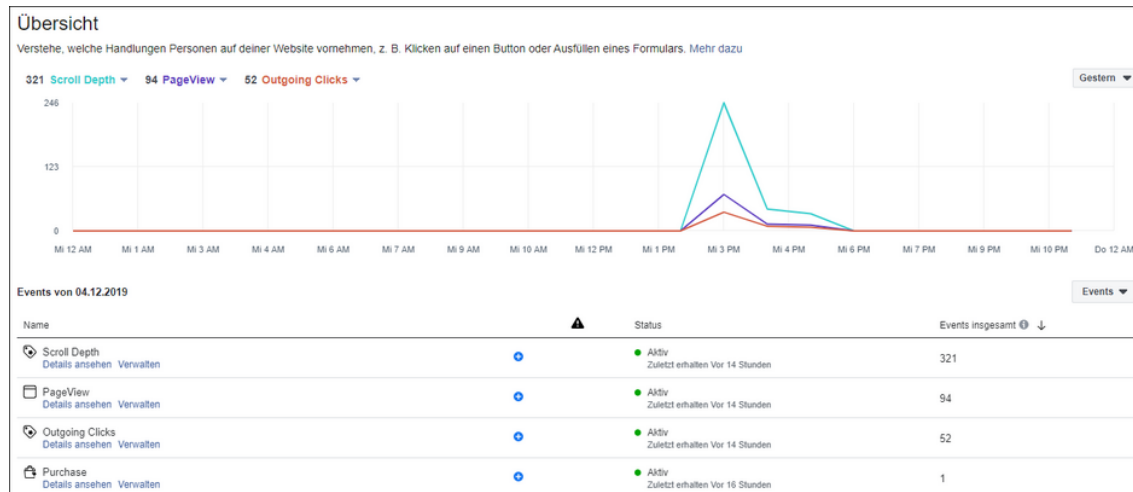 Übersicht
Verstehe, welche Handlungen Personen auf deiner Website vornehmen, z. B. Klicken auf einen Button oder Ausfüllen eines Formulars. Mehr dazu
321 Scroll Depth 94 PageView 52 Outgoing Clicks Gestern
246
123
0
Mi 12 AM Mi 1 AM Mi 3 AM Mi 4 AM Mi 6 AM Mi 7 AM Mi 9 AM Mi 10 AM Mi 12 PM Mi 1 PM Mi 3 PM Mi 4 PM Mi 6 PM Mi 7 PM Mi 9 PM Mi 10 PM Do 12 AM
Events von 04.12.2019 Events
Name Status Events insgesamt
Scroll Depth Aktiv 321
Details ansehen Verwalten Zuletzt erhalten Vor 14 Stunden
PageView Aktiv 94
Details ansehen Verwalten Zuletzt erhalten Vor 14 Stunden
Outgoing Clicks Aktiv 52
Details ansehen Verwalten Zuletzt erhalten Vor 14 Stunden
Purchase Aktiv 1
Details ansehen Verwalten Zuletzt erhalten Vor 16 Stunden